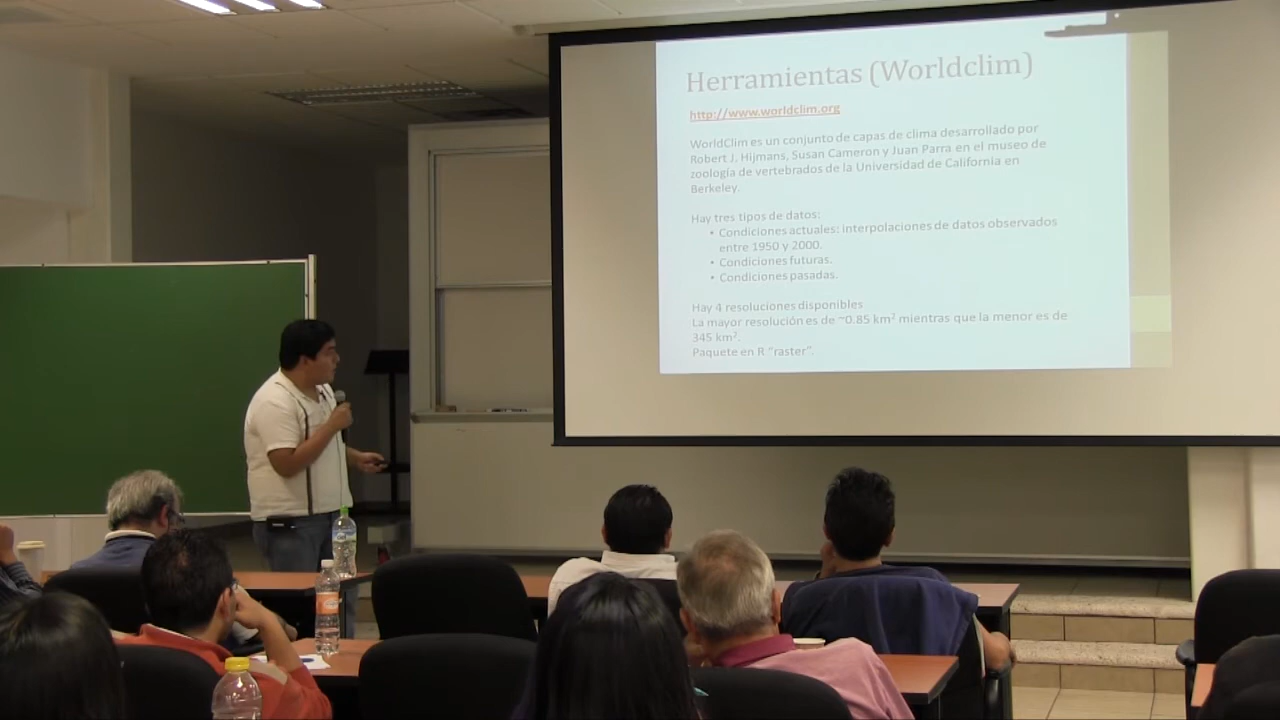 Herramientas (Worldclim)
http://www.worldclim.org
WorldClim es un conjunto de capas de clima desarrollado por
Robert J. Hijmans, Susan Cameron y Juan Parra en el museo de
zoología de vertebrados de la Universidad de California en
Berkeley.
Hay tres tipos de datos:
• Condiciones actuales: interpolaciones de datos observados
entre 1950 y 2000.
• Condiciones futuras.
• Condiciones pasadas.
Hay 4 resoluciones disponibles
La mayor resolución es de ~0.85 km² mientras que la menor es de
345 km².
Paquete en R "raster".